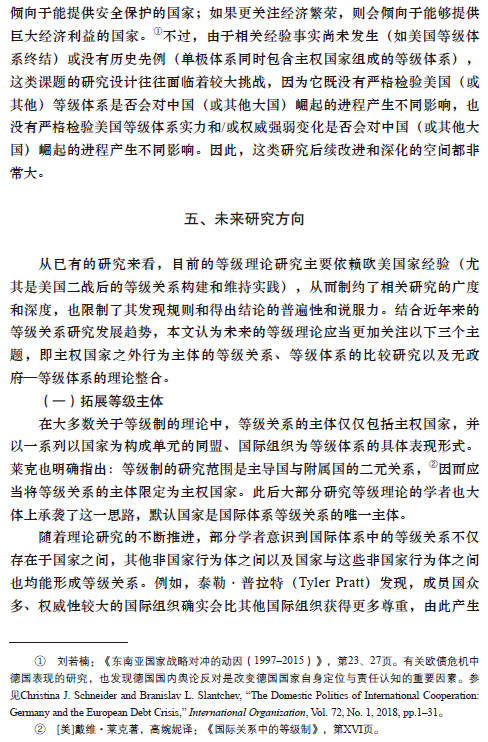 倾向于能提供安全保护的国家；如果更关注经济繁荣，则会倾向于能够提供
巨大经济利益的国家。①不过，由于相关经验事实尚未发生（如美国等级体
系终结）或没有历史先例（单极体系同时包含主权国家组成的等级体系），
这类课题的研究设计往往面临着较大挑战，因为它既没有严格检验美国（或
其他）等级体系是否会对中国（或其他大国）崛起的进程产生不同影响，也
没有严格检验美国等级体系实力和/或权威强弱变化是否会对中国（或其他大
国）崛起的进程产生不同影响。因此，这类研究后续改进和深化的空间都非
常大。
五、未来研究方向
从已有的研究来看，目前的等级理论研究主要依赖欧美国家经验（尤
其是美国二战后的等级关系构建和维持实践），从而制约了相关研究的广度
和深度，也限制了其发现规则和得出结论的普遍性和说服力。结合近年来的
等级关系研究发展趋势，本文认为未来的等级理论应当更加关注以下三个主
题，即主权国家之外行为主体的等级关系、等级体系的比较研究以及无政
府—等级体系的理论整合。
（一）拓展等级主体
在大多数关于等级制的理论中，等级关系的主体仅仅包括主权国家，并
以一系列以国家为构成单元的同盟、国际组织为等级体系的具体表现形式。
莱克也明确指出：等级制的研究范围是主导国与附属国的二元关系，②因而应
当将等级关系的主体限定为主权国家。此后大部分研究等级理论的学者也大
体上承袭了这一思路，默认国家是国际体系等级关系的唯一主体。
随着理论研究的不断推进，部分学者意识到国际体系中的等级关系不仅
存在于国家之间，其他非国家行为体之间以及国家与这些非国家行为体之间
也均能形成等级关系。例如，泰勒·普拉特（Tyler Pratt）发现，成员国众
多、权威性较大的国际组织确实会比其他国际组织获得更多尊重，由此产生
① 刘若楠：《东南亚国家战略对冲的动因（1997–2015）》，第23、27页。有关欧债危机中
德国表现的研究，也发现德国国内舆论反对是改变德国国家自身定位与责任认知的重要因素。参
见Christina J. Schneider and Branislav L. Slantchev, “The Domestic Politics of International Cooperation:
Germany and the European Debt Crisis,” International Organization, Vol. 72, No. 1, 2018, pp.1–31。
② [美]戴维·莱克著，高婉妮译：《国际关系中的等级制》，第XVI页。